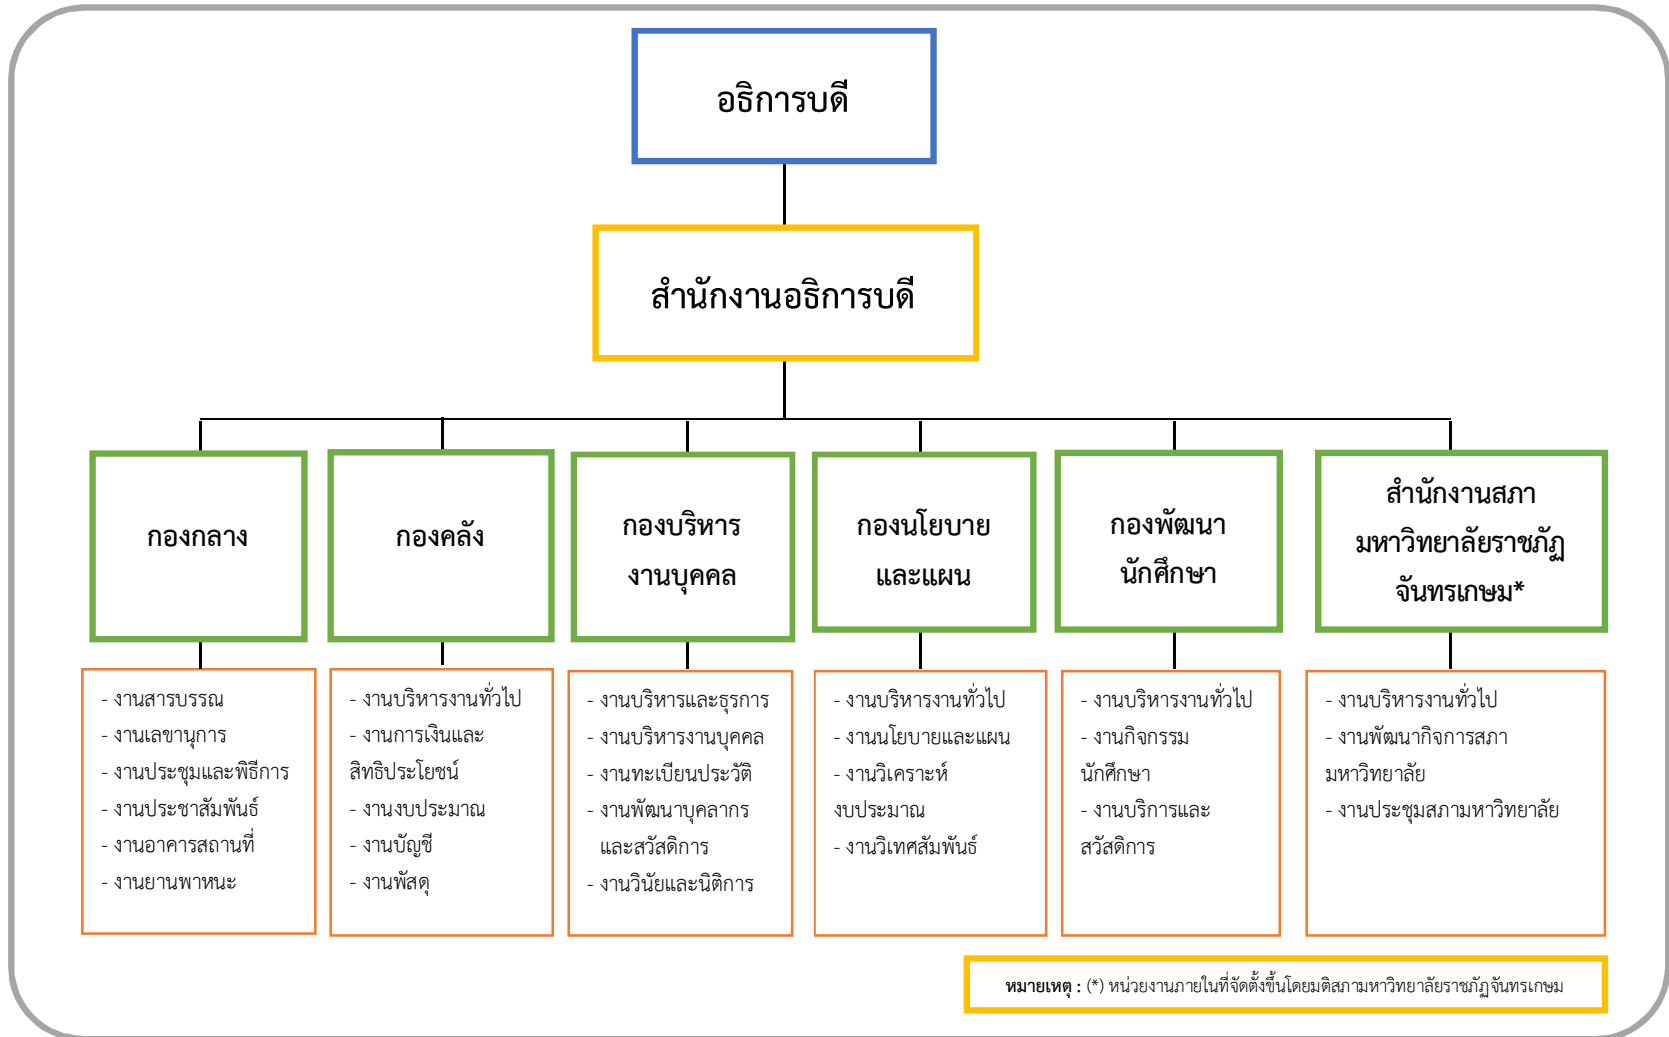 อธิการบดี
สำนักงานอธิการบดี
กองกลาง
- งานสารบรรณ
- งานเลขานุการ
- งานประชุมและพิธีการ
- งานประชาสัมพันธ์
- งานอาคารสถานที่
- งานยานพาหนะ
กองคลัง
- งานบริหารงานทั่วไป
- งานการเงินและ
สิทธิประโยชน์
- งานงบประมาณ
- งานบัญชี
- งานพัสดุ
กองบริหาร
งานบุคคล
- งานบริหารและธุรการ
- งานบริหารงานบุคคล
- งานทะเบียนประวัติ
- งานพัฒนาบุคลากร
และสวัสดิการ
- งานวินัยและนิติการ
กองนโยบาย
และแผน
- งานบริหารงานทั่วไป
- งานนโยบายและแผน
- งานวิเคราะห์
งบประมาณ
- งานวิเทศสัมพันธ์
กองพัฒนา
นักศึกษา
- งานบริหารงานทั่วไป
- งานกิจกรรม
นักศึกษา
- งานบริการและ
สวัสดิการ
สำนักงานสภา
มหาวิทยาลัยราชภัฏ
จันทรเกษม*
- งานบริหารงานทั่วไป
- งานพัฒนากิจการสภา
มหาวิทยาลัย
- งานประชุมสภามหาวิทยาลัย
หมายเหตุ : (*) หน่วยงานภายในที่จัดตั้งขึ้นโดยมติสภามหาวิทยาลัยราชภัฏจันทรเกษม